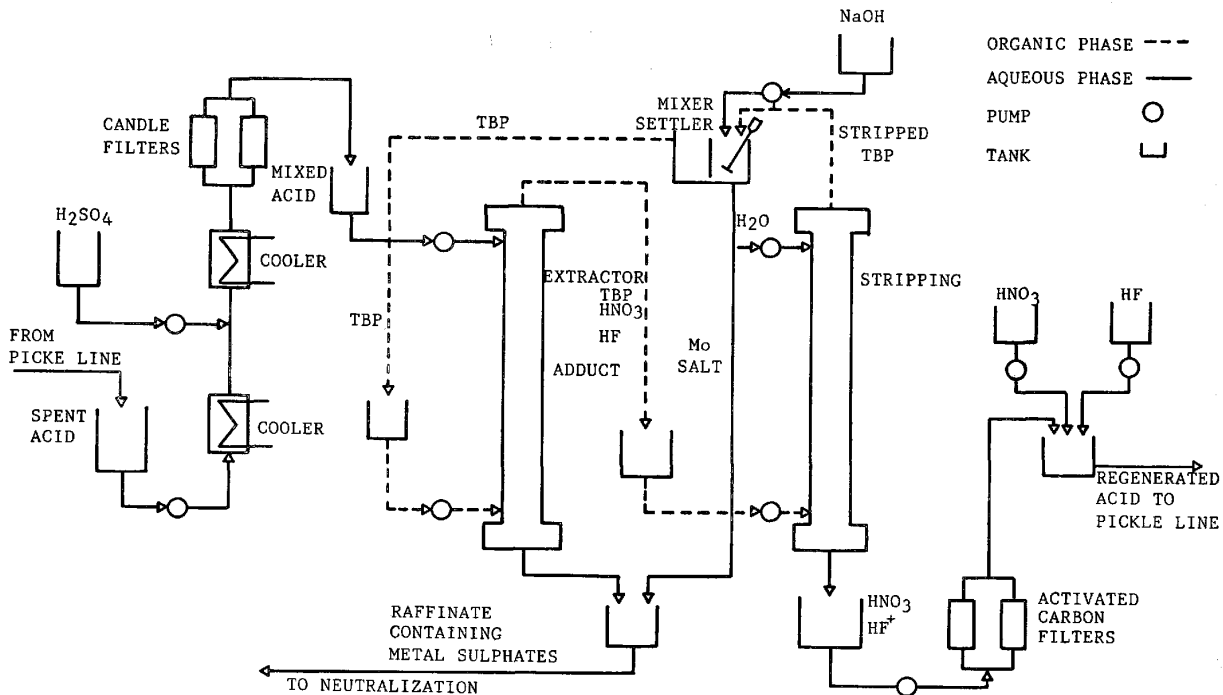 NaOH
ORGANIC PHASE
AQUEOUS PHASE
PUMP
TANK
CANDLE
FILTERS
MIXED
ACID
TBP
MIXER
SETTLER
STRIPPED
TBP
H₂SO₄
COOLER
H₂O
EXTRACTOR
TBP
HNO₃
HF
ADDUCT
STRIPPING
TBP
Mo
SALT
HNO₃
HF
FROM
PICKE LINE
SPENT
ACID
COOLER
REGENERATED
ACID TO
PICKLE LINE
RAFFINATE
CONTAINING
METAL SULPHATES
TO NEUTRALIZATION
HNO₃
HF⁺
ACTIVATED
CARBON
FILTERS